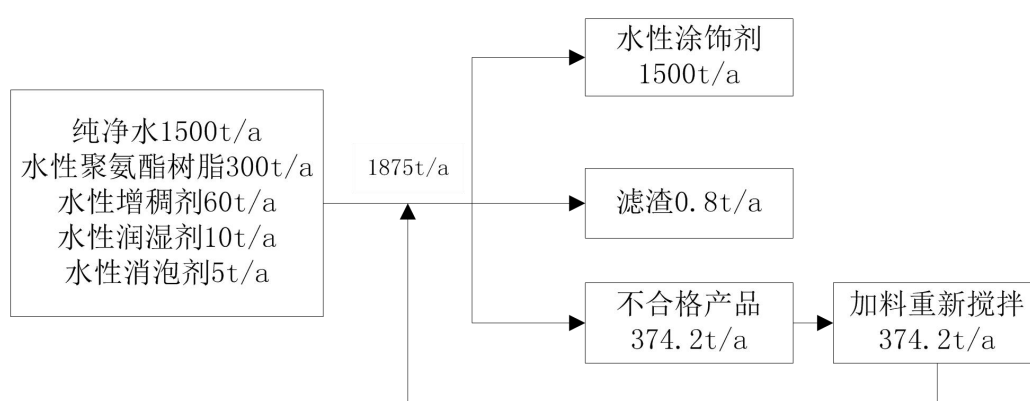 纯净水1500t/a
水性聚氨酯树脂300t/a
水性增稠剂60t/a
水性润湿剂10t/a
水性消泡剂5t/a
1875t/a
水性涂饰剂
1500t/a
滤渣0.8t/a
不合格产品
374.2t/a
加料重新搅拌
374.2t/a